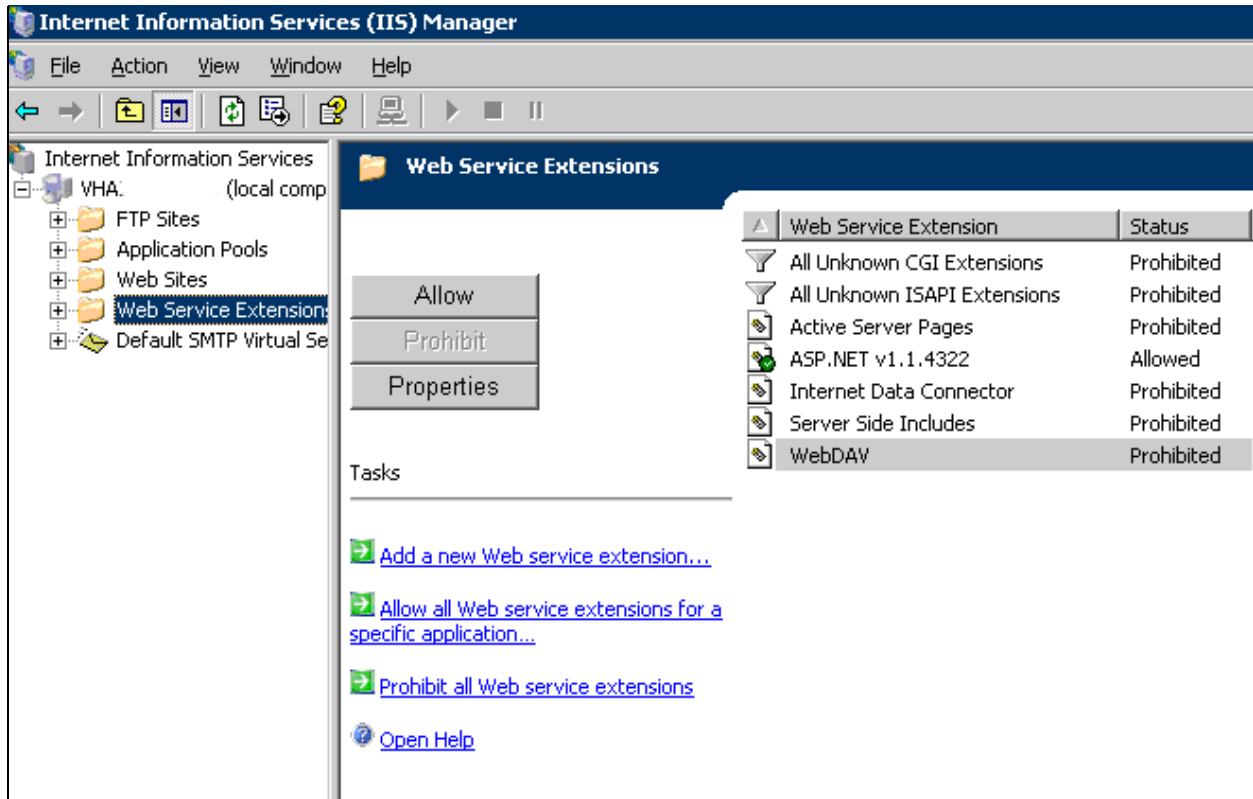 Internet Information Services (IIS) Manager
File Action View Window Help
Internet Information Services
VHA: (local comp
FTP Sites
Application Pools
Web Sites
Web Service Extension
Default SMTP Virtual Se
Web Service Extensions
Allow
Prohibit
Properties
Tasks
Add a new Web service extension...
Allow all Web service extensions for a
specific application...
Prohibit all Web service extensions
Open Help
Web Service Extension Status
All Unknown CGI Extensions Prohibited
All Unknown ISAPI Extensions Prohibited
Active Server Pages Prohibited
ASP.NET v1.1.4322 Allowed
Internet Data Connector Prohibited
Server Side Includes Prohibited
WebDAV Prohibited